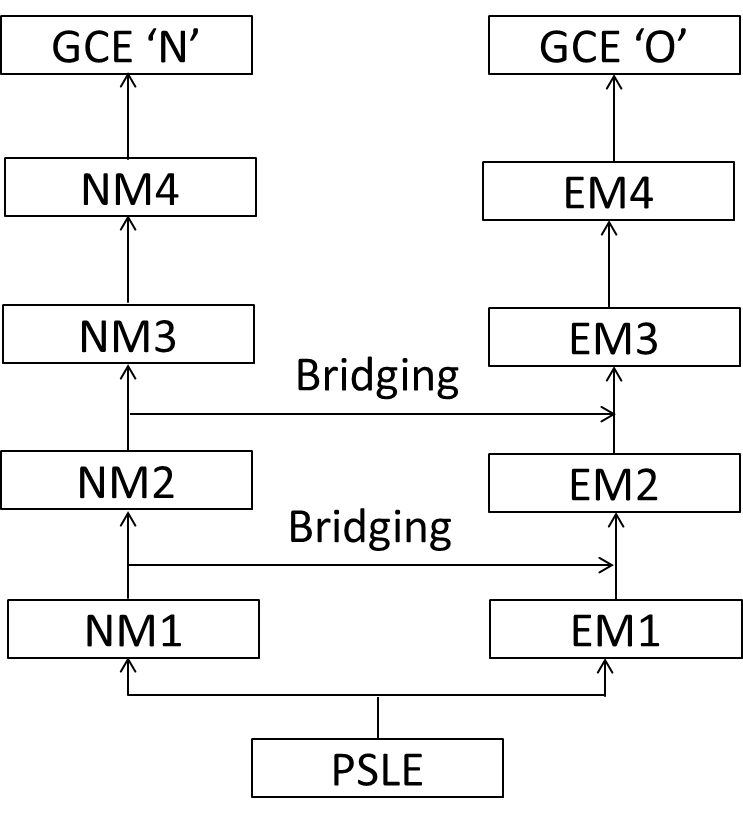 GCE ‘N’
GCE ‘O’
NM4
EM4
NM3
EM3
Bridging
NM2
EM2
Bridging
NM1
EM1
PSLE